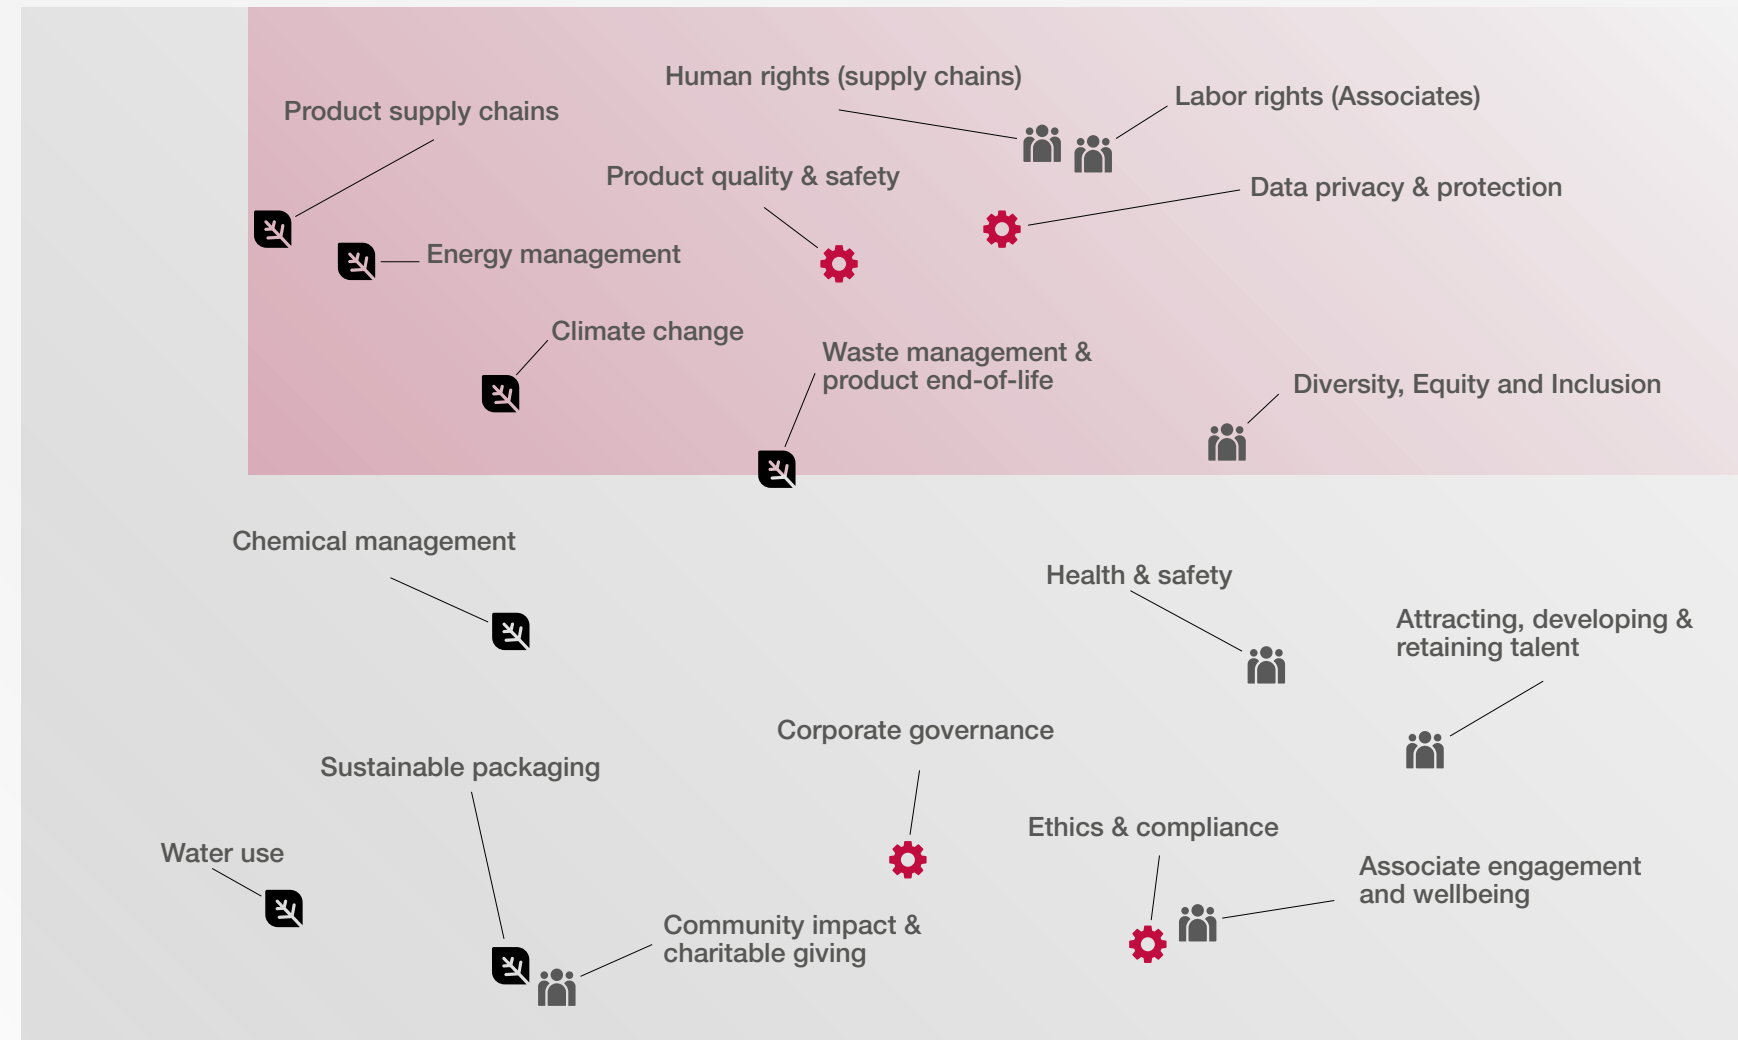 Human rights (supply chains)
Labor rights (Associates)
Product supply chains
Product quality & safety
Data privacy & protection
Energy management
Climate change
Waste management &
product end-of-life
Diversity, Equity and Inclusion
Chemical management
Health & safety
Attracting, developing &
retaining talent
Corporate governance
Sustainable packaging
Ethics & compliance
Water use
Associate engagement
and wellbeing
Community impact &
charitable giving